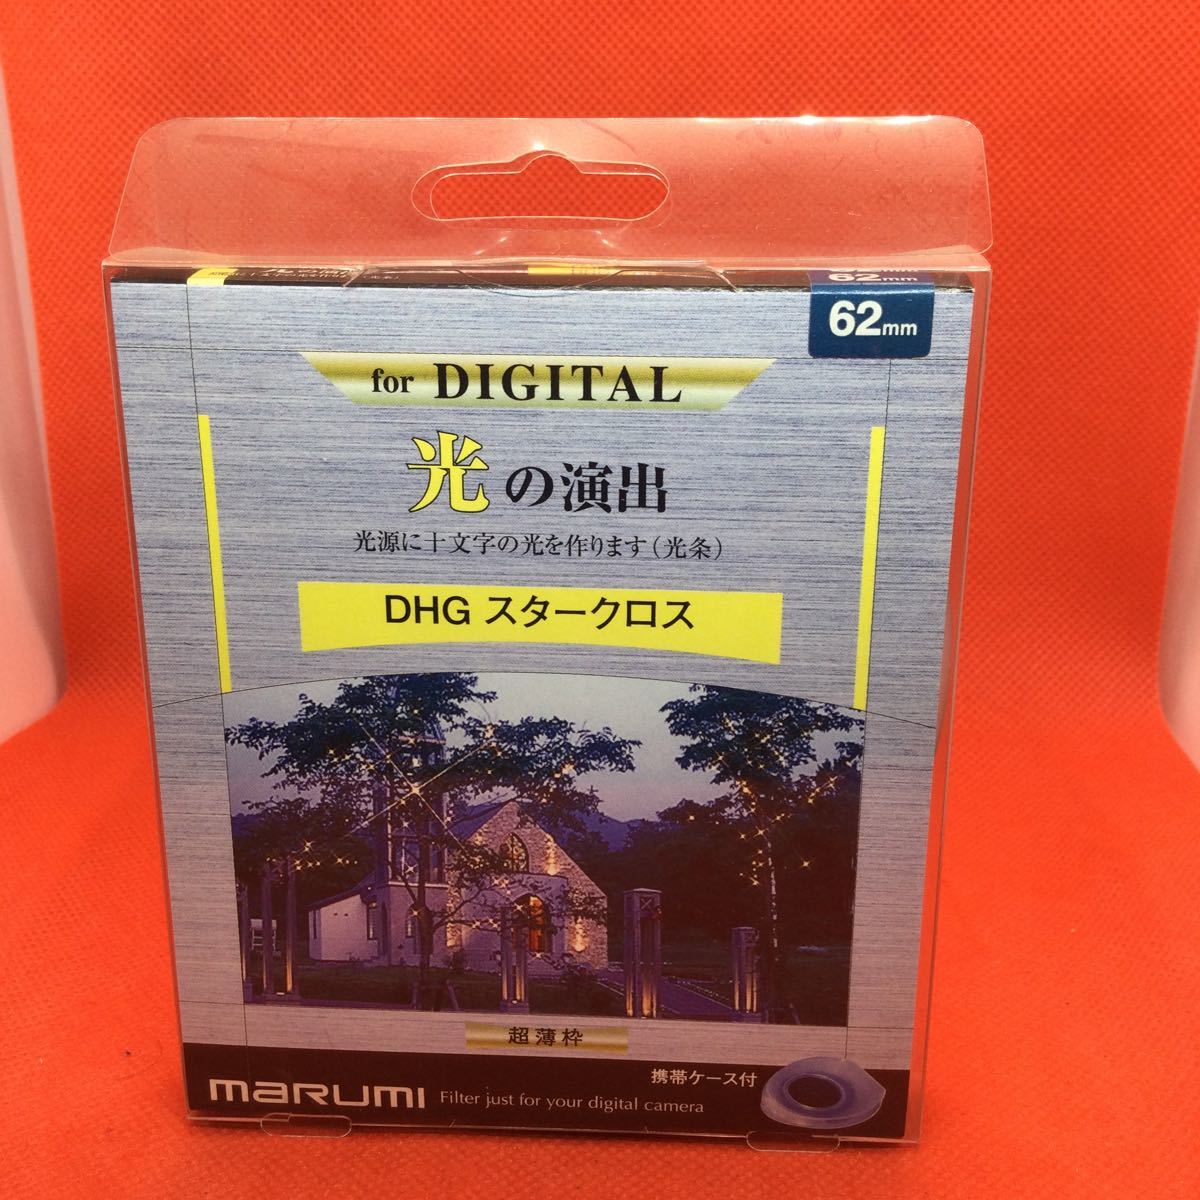 62mm
62mm
for DIGITAL
光の演出
光源に十文字の光を作ります（光条）
DHG スタークロス
超薄枠
携帯ケース付
marumi Filter just for your digital camera